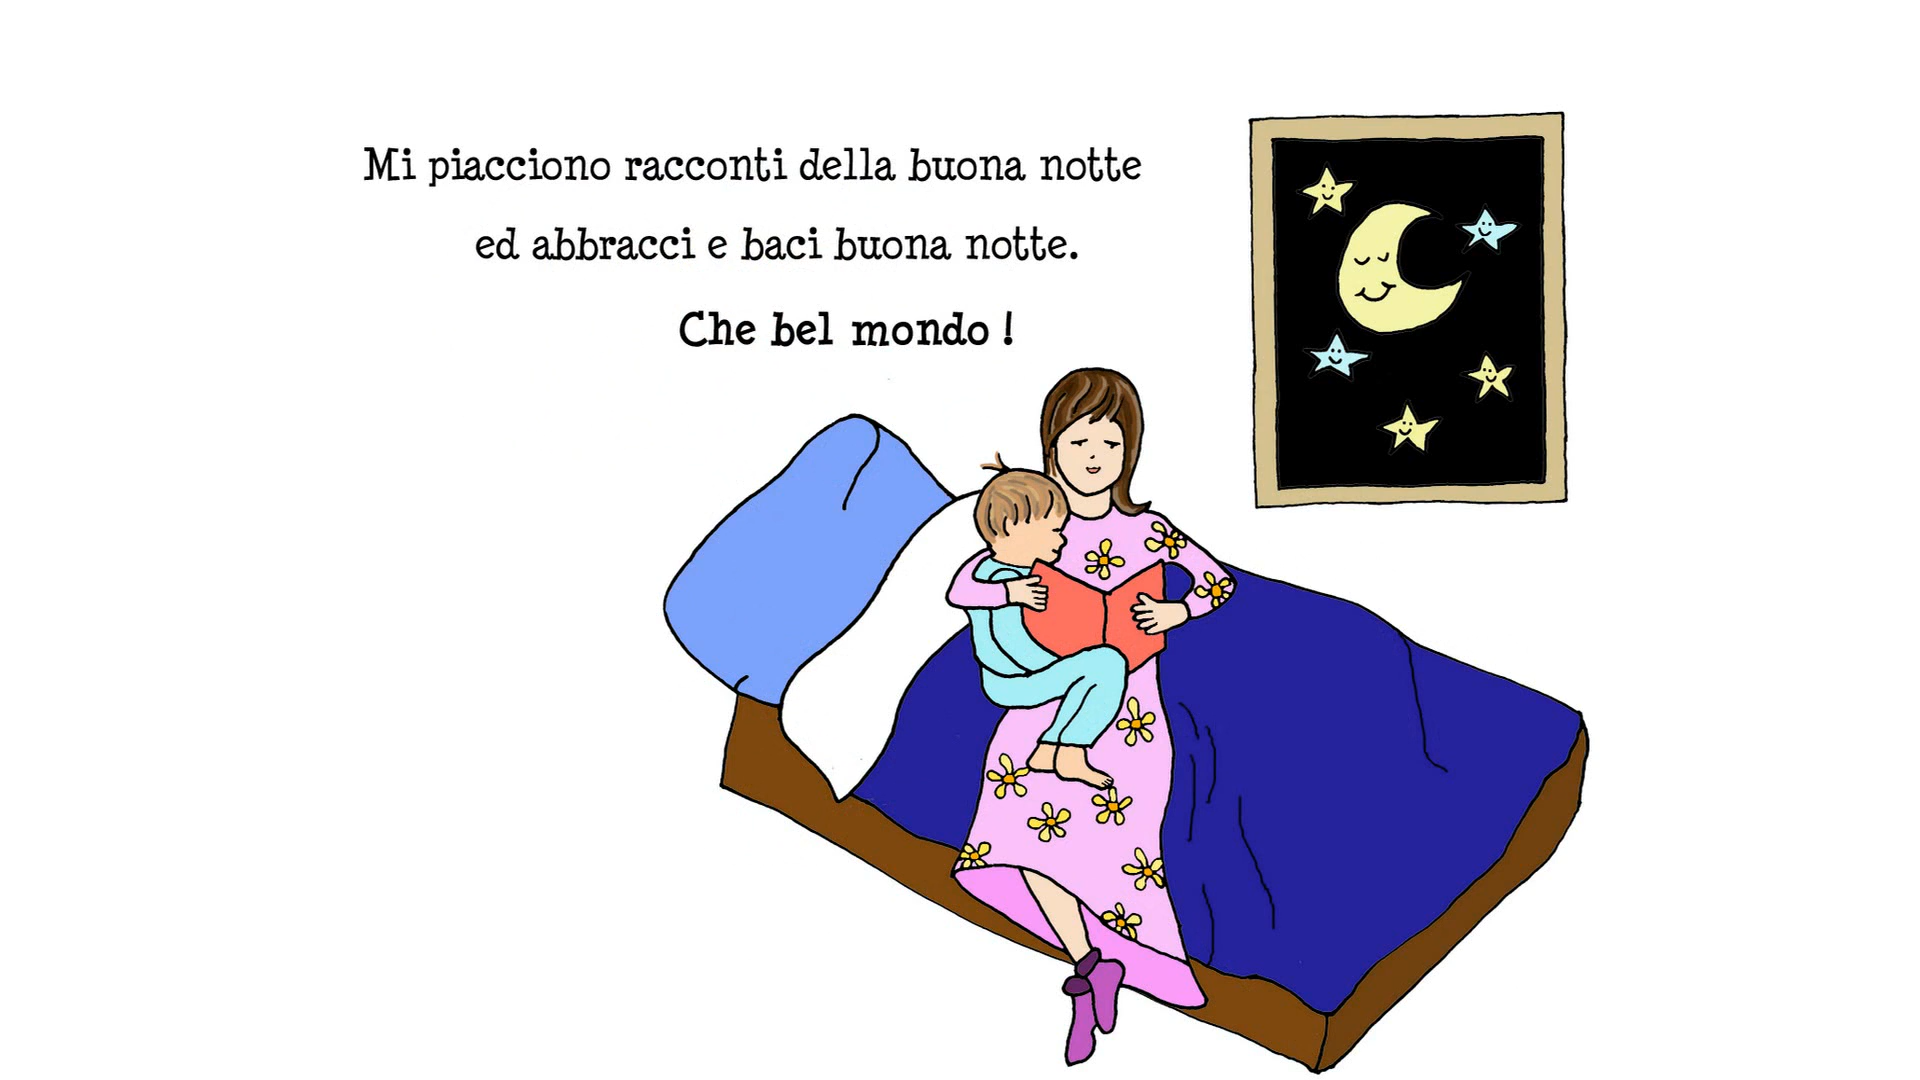 Mi piacciono racconti della buona notte
ed abbracci e baci buona notte.
Che bel mondo !